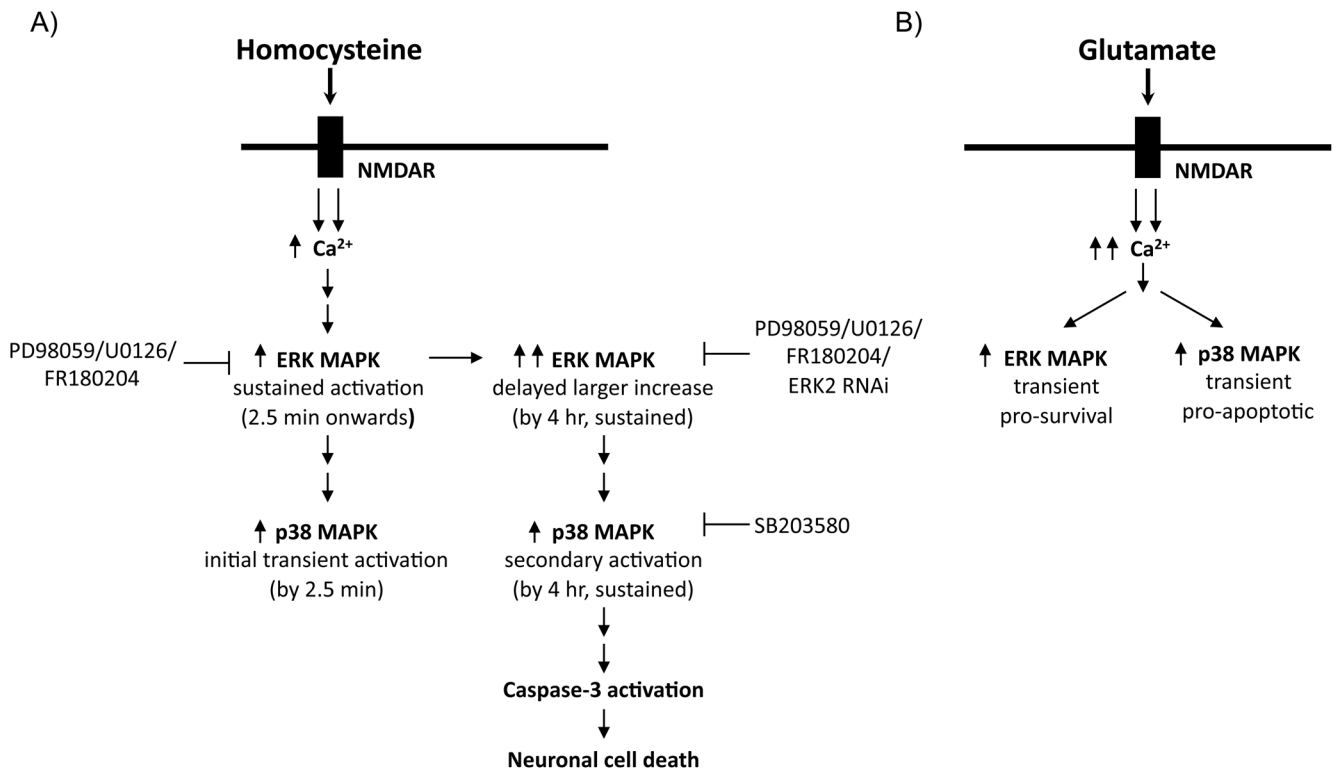 A)
Homocysteine
NMDAR
Ca²⁺
PD98059/U0126/
FR180204
ERK MAPK
sustained activation
(2.5 min onwards)
ERK MAPK
delayed larger increase
(by 4 hr, sustained)
PD98059/U0126/
FR180204/
ERK2 RNAi
p38 MAPK
initial transient activation
(by 2.5 min)
p38 MAPK
secondary activation
(by 4 hr, sustained)
SB203580
Caspase-3 activation
Neuronal cell death
B)
Glutamate
NMDAR
Ca²⁺
ERK MAPK
transient
pro-survival
p38 MAPK
transient
pro-apoptotic